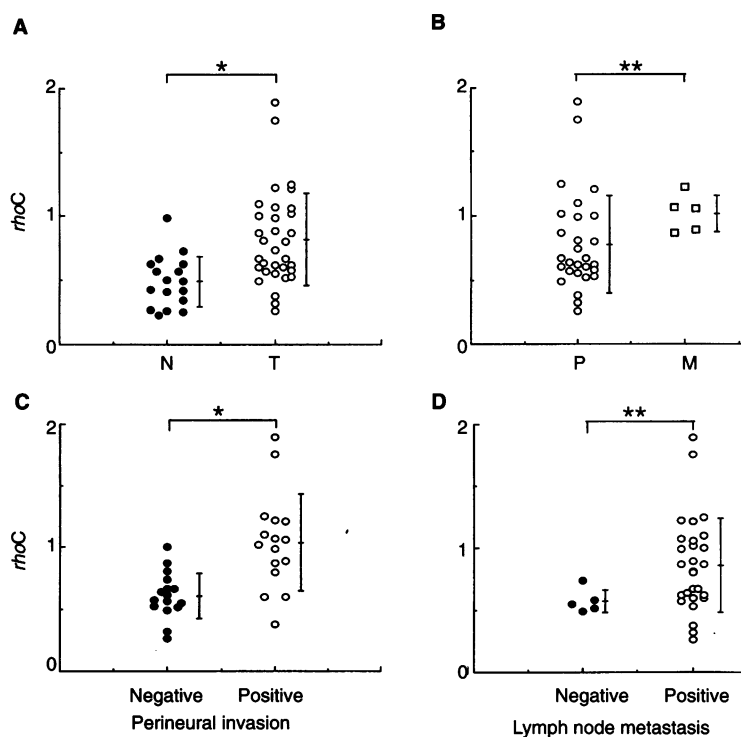 A
B
*
**
2
1
0
rhoC
N
T
2
1
0
P
M
C
D
*
**
2
1
0
rhoC
Negative
Positive
Perineural invasion
2
1
0
Negative
Positive
Lymph node metastasis